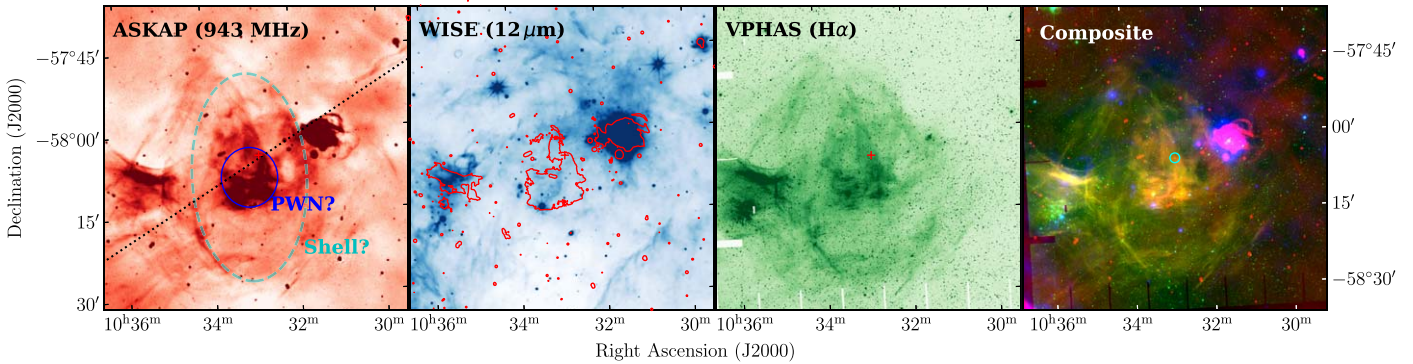 ASKAP (943 MHz)
WISE (12 μm)
VPHAS (Hα)
Composite
PWN?
Shell?
Declination (J2000)
−57°45′
−58°00′
15′
30′
−57°45′
00′
15′
−58°30′
10ʰ36ᵐ 34ᵐ 32ᵐ 30ᵐ
10ʰ36ᵐ 34ᵐ 32ᵐ 30ᵐ
10ʰ36ᵐ 34ᵐ 32ᵐ 30ᵐ
10ʰ36ᵐ 34ᵐ 32ᵐ 30ᵐ
Right Ascension (J2000)